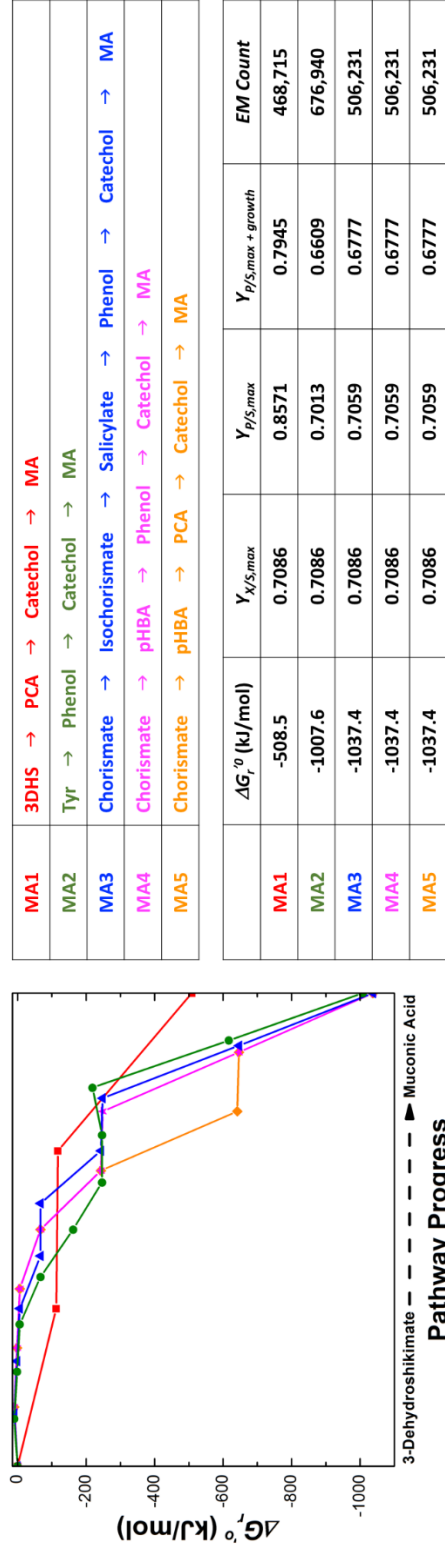 0
-200
-400
-600
-800
-1000
ΔGr'0 (kJ/mol)
3-Dehydroshikimate
Muconic Acid
Pathway Progress
MA1 3DHS → PCA → Catechol → MA
MA2 Tyr → Phenol → Catechol → MA
MA3 Chorismate → Isochorismate → Salicylate → Phenol → Catechol → MA
MA4 Chorismate → pHBA → Phenol → Catechol → MA
MA5 Chorismate → pHBA → PCA → Catechol → MA
ΔGr'0 (kJ/mol) YX/S,max YP/S,max YP/S,max + growth EM Count
MA1 -508.5 0.7086 0.8571 0.7945 468,715
MA2 -1007.6 0.7086 0.7013 0.6609 676,940
MA3 -1037.4 0.7086 0.7059 0.6777 506,231
MA4 -1037.4 0.7086 0.7059 0.6777 506,231
MA5 -1037.4 0.7086 0.7059 0.6777 506,231